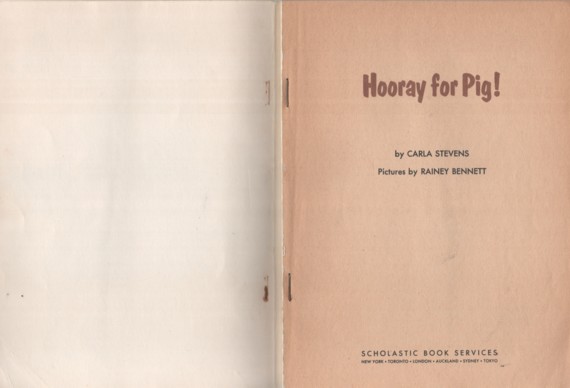 Hooray for Pig!
by CARLA STEVENS
Pictures by RAINEY BENNETT
SCHOLASTIC BOOK SERVICES
NEW YORK • TORONTO • LONDON • AUCKLAND • SYDNEY • TOKYO